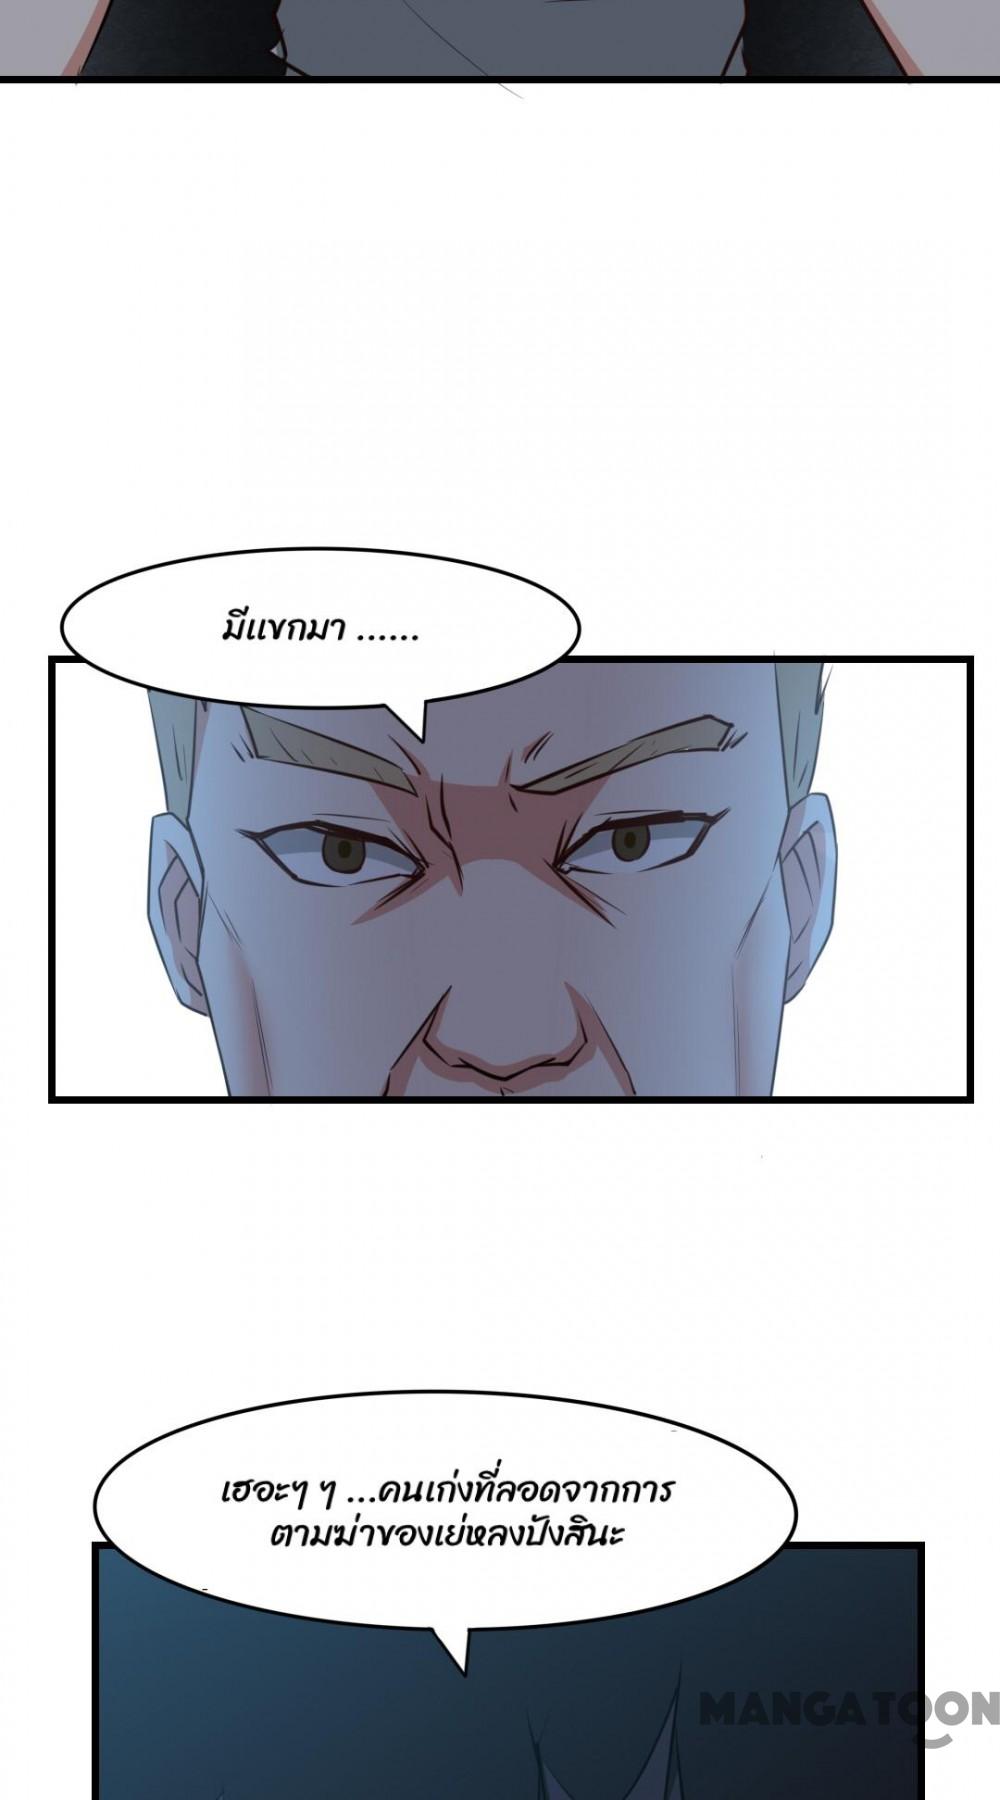 มีแขกมา ......
เฮอะๆ ๆ ...คนเก่งที่ลอดจากการ
ตามฆ่าของเย่หลงปังสินะ
MANGATOON